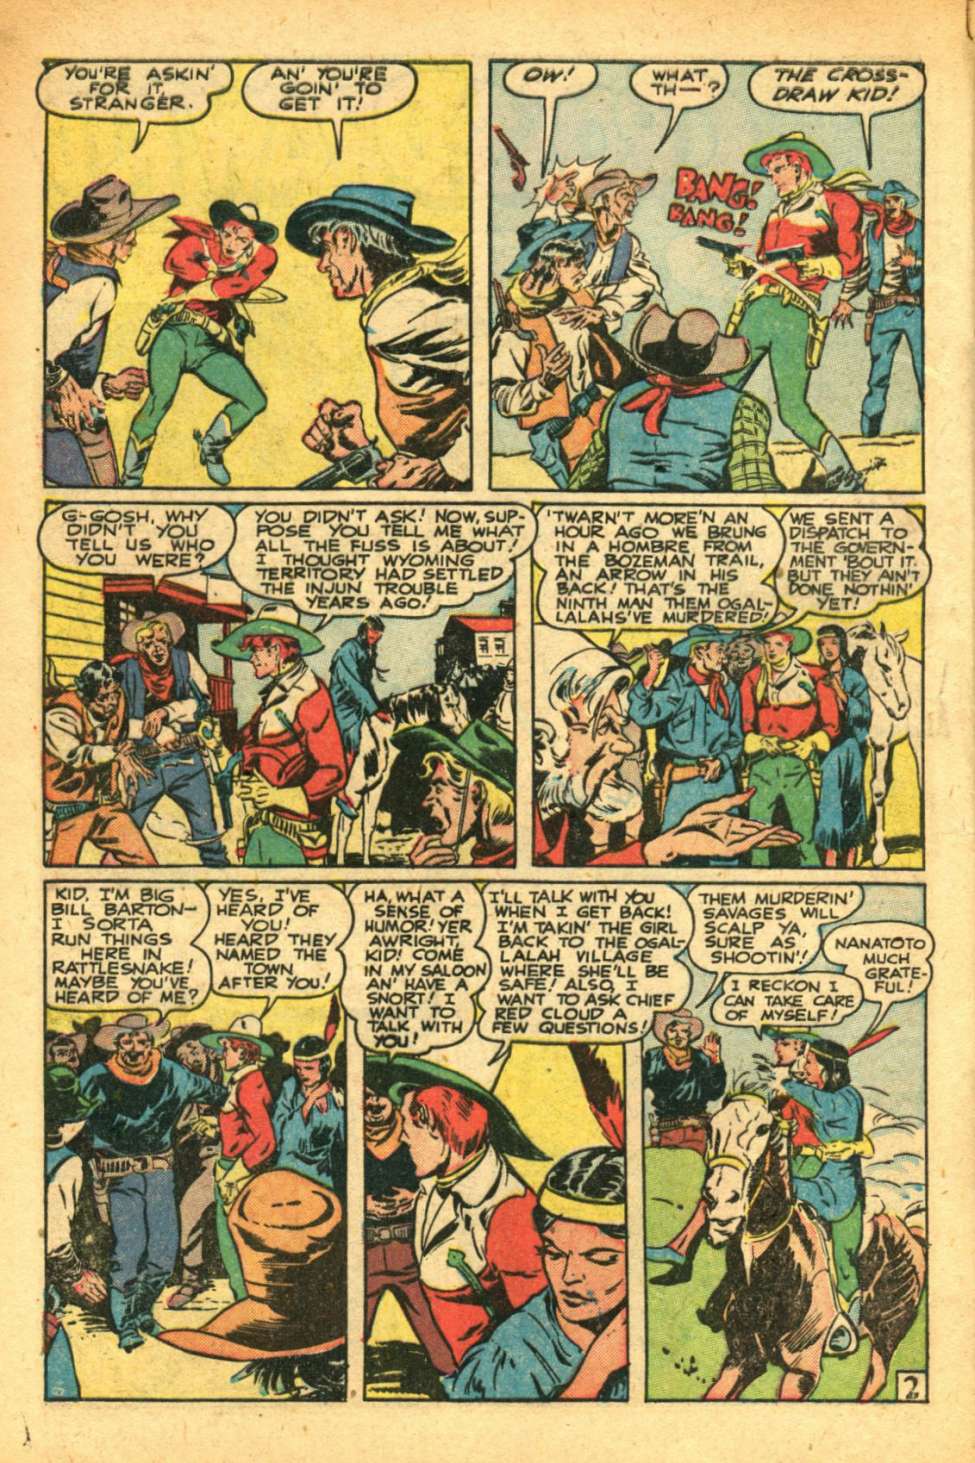 YOU'RE ASKIN'
FOR IT,
STRANGER.
AN' YOU'RE
GOIN' TO
GET IT!
OW!
WHAT
TH—?
THE CROSS-
DRAW KID!
BANG!
BANG!
G-GOSH, WHY
DIDN'T YOU
TELL US WHO
YOU WERE?
YOU DIDN'T ASK! NOW, SUP-
POSE YOU TELL ME WHAT
ALL THE FUSS IS ABOUT!
I THOUGHT WYOMING
TERRITORY HAD SETTLED
THE INJUN TROUBLE
YEARS AGO!
'TWARN'T MORE'N AN
HOUR AGO WE BRUNG
IN A HOMBRE FROM
THE BOZEMAN TRAIL,
AN ARROW IN HIS
BACK! THAT'S THE
NINTH MAN THEM OGAL-
LALAHS'VE MURDERED!
WE SENT A
DISPATCH TO
THE GOVERN-
MENT 'BOUT IT.
BUT THEY AIN'T
DONE NOTHIN'
YET!
KID, I'M BIG
BILL BARTON—
I SORTA
RUN THINGS
HERE IN
RATTLESNAKE!
MAYBE YOU'VE
HEARD OF ME?
YES, I'VE
HEARD OF
YOU!
HEARD THEY
NAMED THE
TOWN
AFTER YOU!
HA, WHAT A
SENSE OF
HUMOR! YER
AWRIGHT,
KID! COME
IN MY SALOON
AN' HAVE A
SNORT! I
WANT TO
TALK WITH
YOU!
I'LL TALK WITH YOU
WHEN I GET BACK!
I'M TAKIN' THE GIRL
BACK TO THE OGAL-
LALAH VILLAGE
WHERE SHE'LL BE
SAFE! ALSO, I
WANT TO ASK CHIEF
RED CLOUD A
FEW QUESTIONS!
THEM MURDERIN'
SAVAGES WILL
SCALP YA,
SURE AS
SHOOTIN'!
I RECKON I
CAN TAKE CARE
OF MYSELF!
NANATOTO
MUCH
GRATE-
FUL!
2